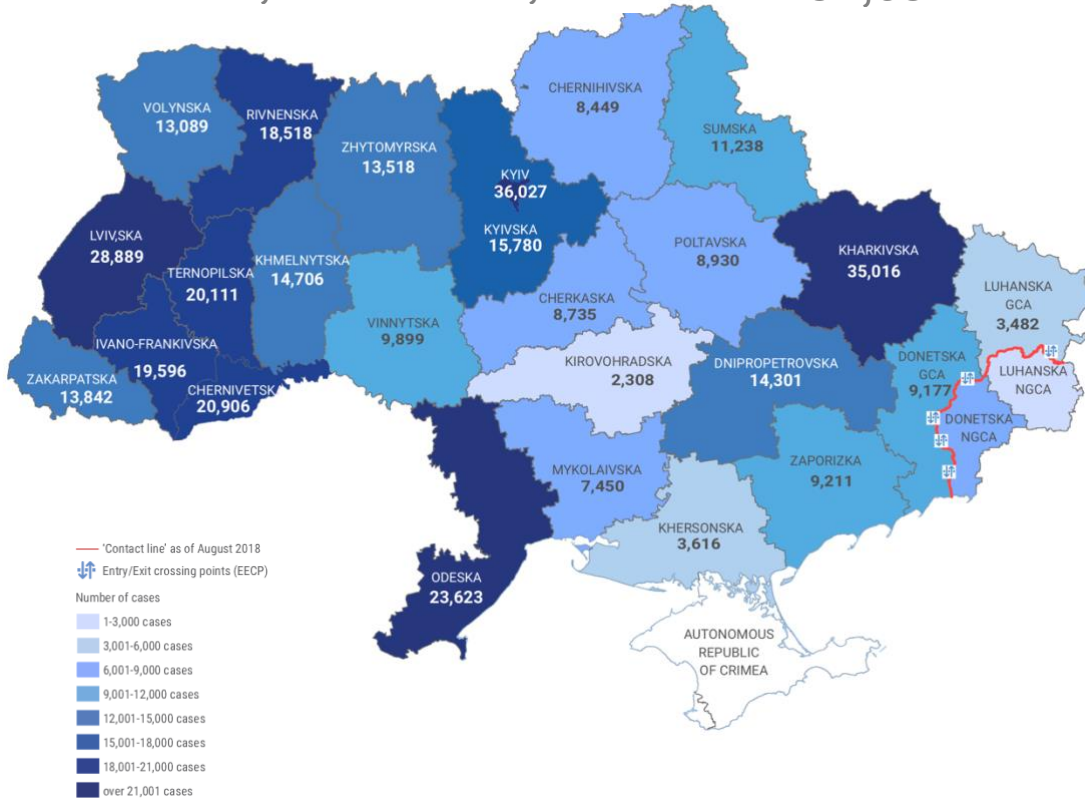 CHERNIHIVSKA
8,449
VOLYNSKA
13,089
RIVNENSKA
18,518
SUMSKA
11,238
ZHYTOMYRSKA
13,518
KYIV
36,027
KYIVSKA
15,780
LVIV,SKA
28,889
TERNOPILSKA
20,111
KHMELNYTSKA
14,706
POLTAVSKA
8,930
KHARKIVSKA
35,016
LUHANSKA
GCA
3,482
CHERKASKA
8,735
VINNYTSKA
9,899
IVANO-FRANKIVSKA
19,596
KIROVOHRADSKA
2,308
DNIPROPETROVSKA
14,301
DONETSKA
GCA
9,177
LUHANSKA
NGCA
ZAKARPATSKA
13,842
CHERNIVETSKA
20,906
DONETSKA
NGCA
MYKOLAIVSKA
7,450
ZAPORIZKA
9,211
KHERSONSKA
3,616
ODESKA
23,623
AUTONOMOUS
REPUBLIC
OF CRIMEA
'Contact line' as of August 2018
Entry/Exit crossing points (EECP)
Number of cases
1-3,000 cases
3,001-6,000 cases
6,001-9,000 cases
9,001-12,000 cases
12,001-15,000 cases
15,001-18,000 cases
18,001-21,000 cases
over 21,001 cases